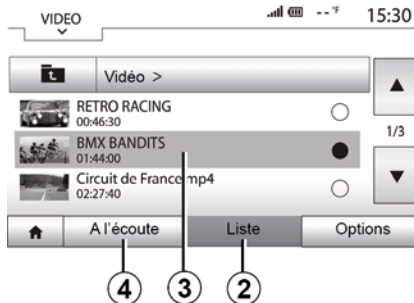 VIDEO
-- °F 15:30
Vidéo >
RETRO RACING
00:46:30
BMX BANDITS
01:44:00
1/3
Circuit de France mp4
02:27:40
A l'écoute Liste Options
4 3 2